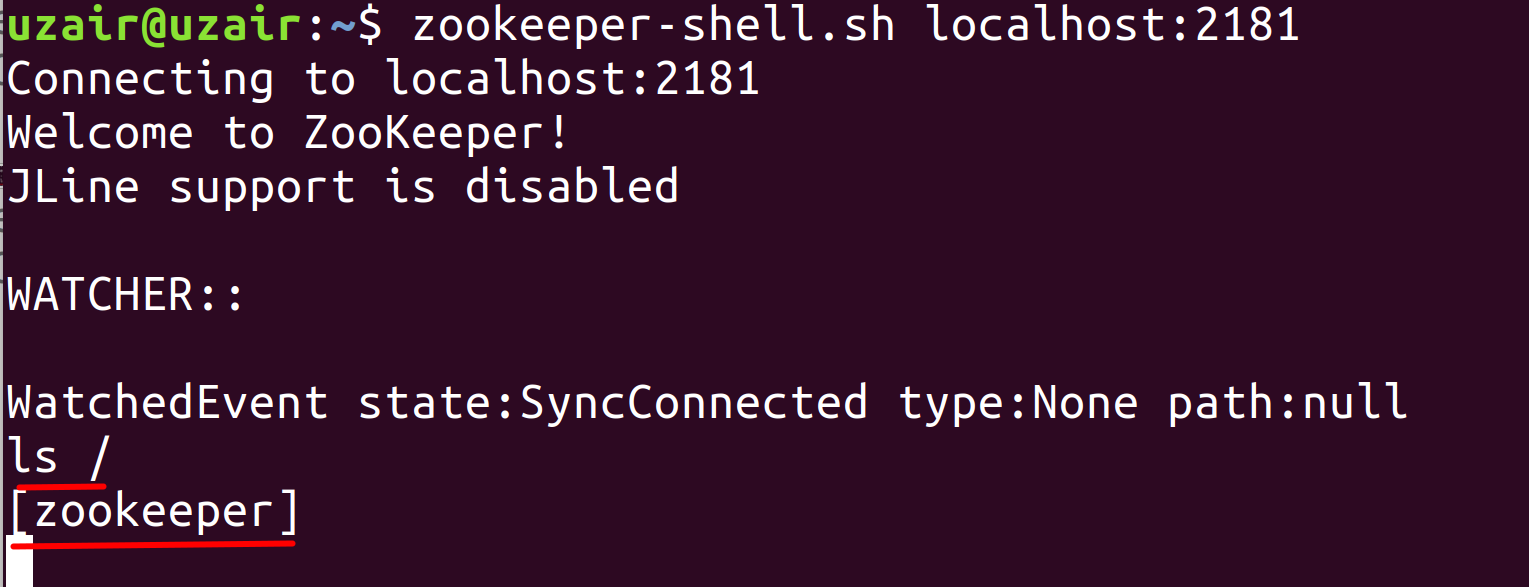 uzair@uzair:~$ zookeeper-shell.sh localhost:2181
Connecting to localhost:2181
Welcome to ZooKeeper!
JLine support is disabled
WATCHER::
WatchedEvent state:SyncConnected type:None path:null
ls /
[zookeeper]